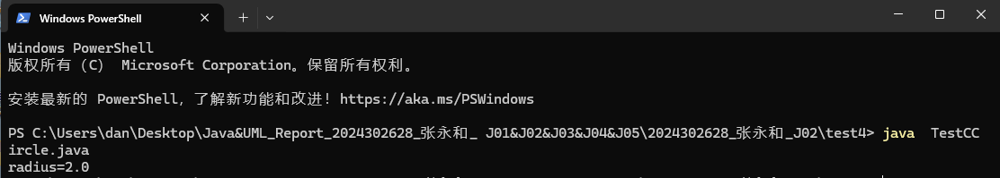 Windows PowerShell
Windows PowerShell
版权所有 (C) Microsoft Corporation。保留所有权利。
安装最新的 PowerShell,了解新功能和改进!https://aka.ms/PSWindows
PS C:\Users\dan\Desktop\Java&UML_Report_2024302628_张永和_ J01&J02&J03&J04&J05\2024302628_张永和_J02\test4> java  TestCC
ircle.java
radius=2.0